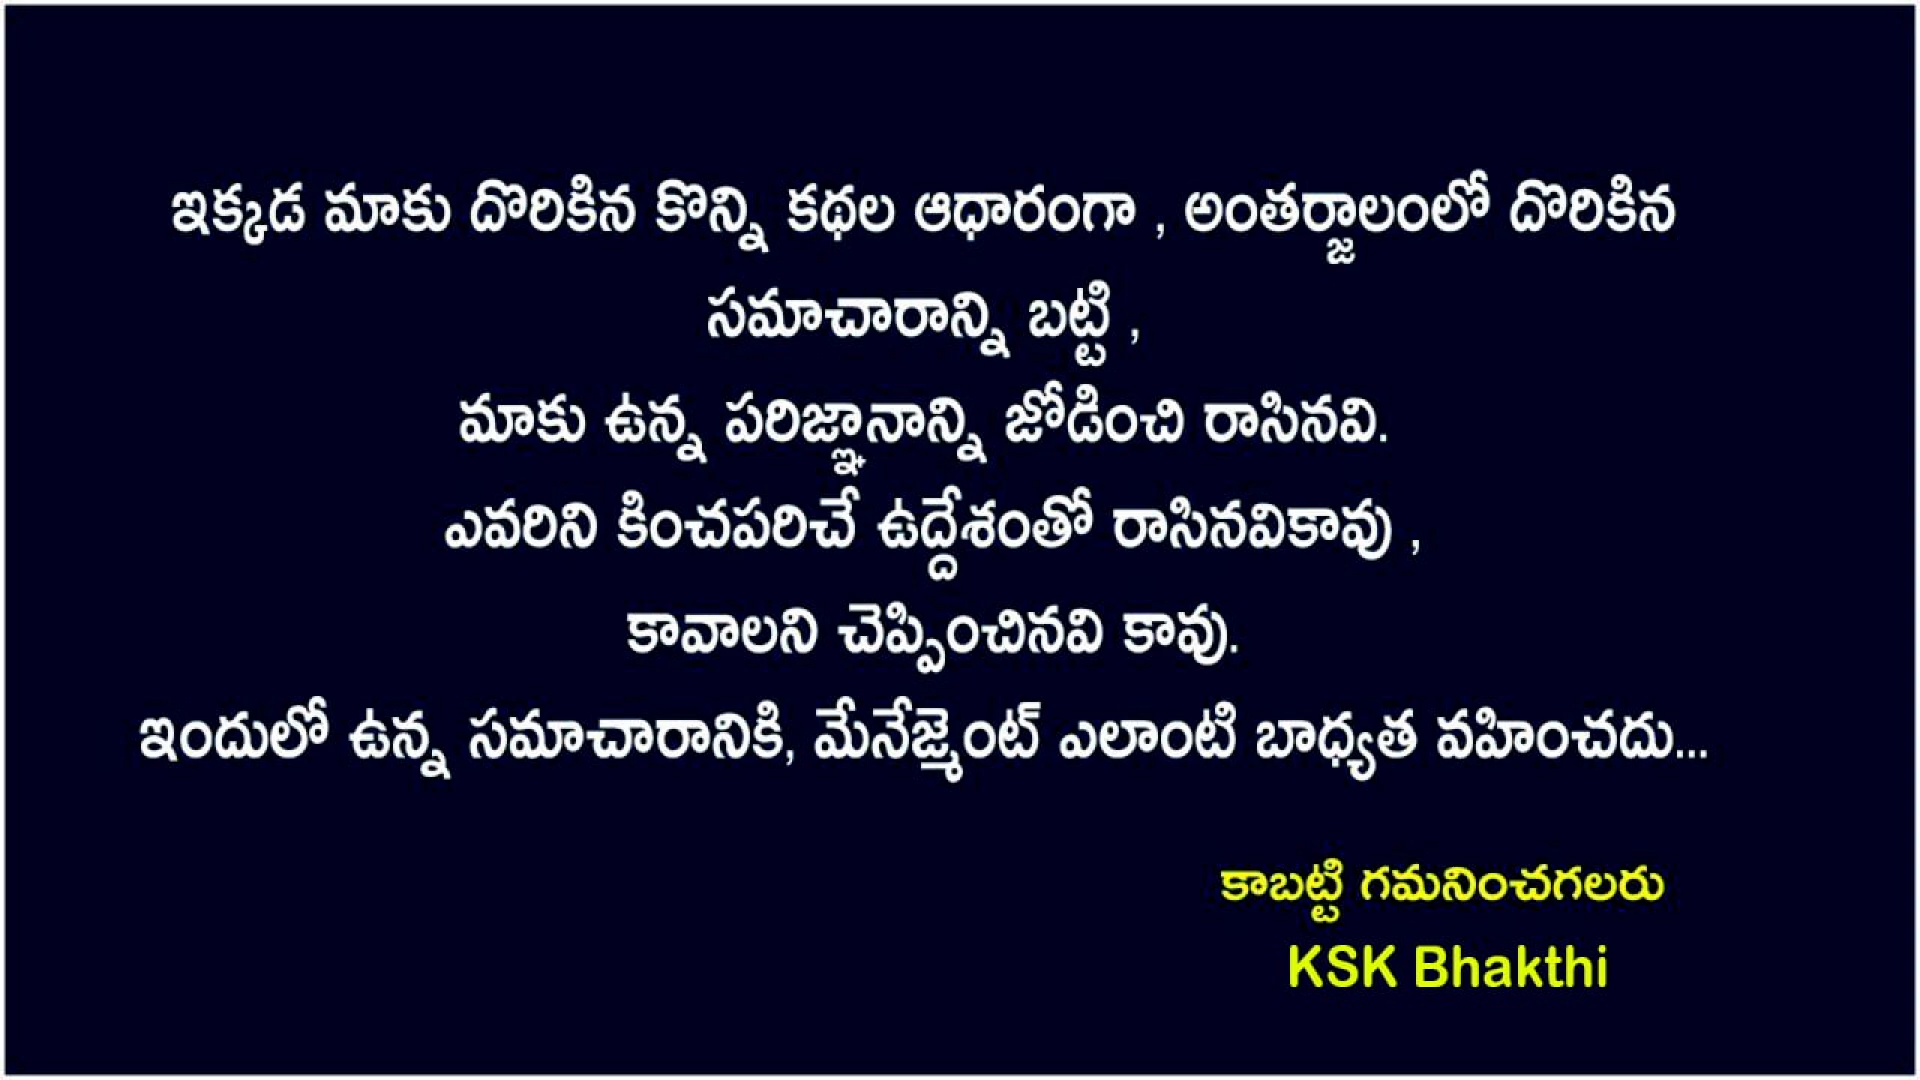 ఇక్కడ మాకు దొరికిన కొన్ని కథల ఆధారంగా , అంతర్జాలంలో దొరికిన
సమాచారాన్ని బట్టి ,
మాకు ఉన్న పరిజ్ఞానాన్ని జోడించి రాసినవి.
ఎవరిని కించపరిచే ఉద్దేశంతో రాసినవికావు ,
కావాలని చెప్పించినవి కావు.
ఇందులో ఉన్న సమాచారానికి, మేనేజ్మెంట్ ఎలాంటి బాధ్యత వహించదు...
కాబట్టి గమనించగలరు
KSK Bhakthi